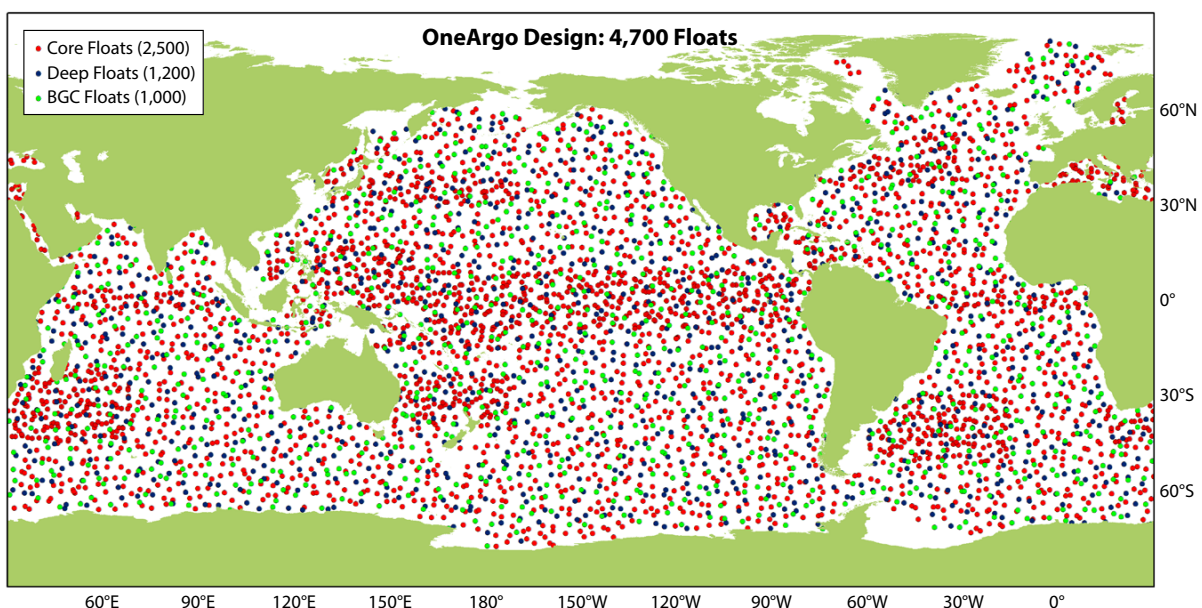 OneArgo Design: 4,700 Floats
Core Floats (2,500)
Deep Floats (1,200)
BGC Floats (1,000)
60°N
30°N
0°
30°S
60°S
60°E 90°E 120°E 150°E 180° 150°W 120°W 90°W 60°W 30°W 0°